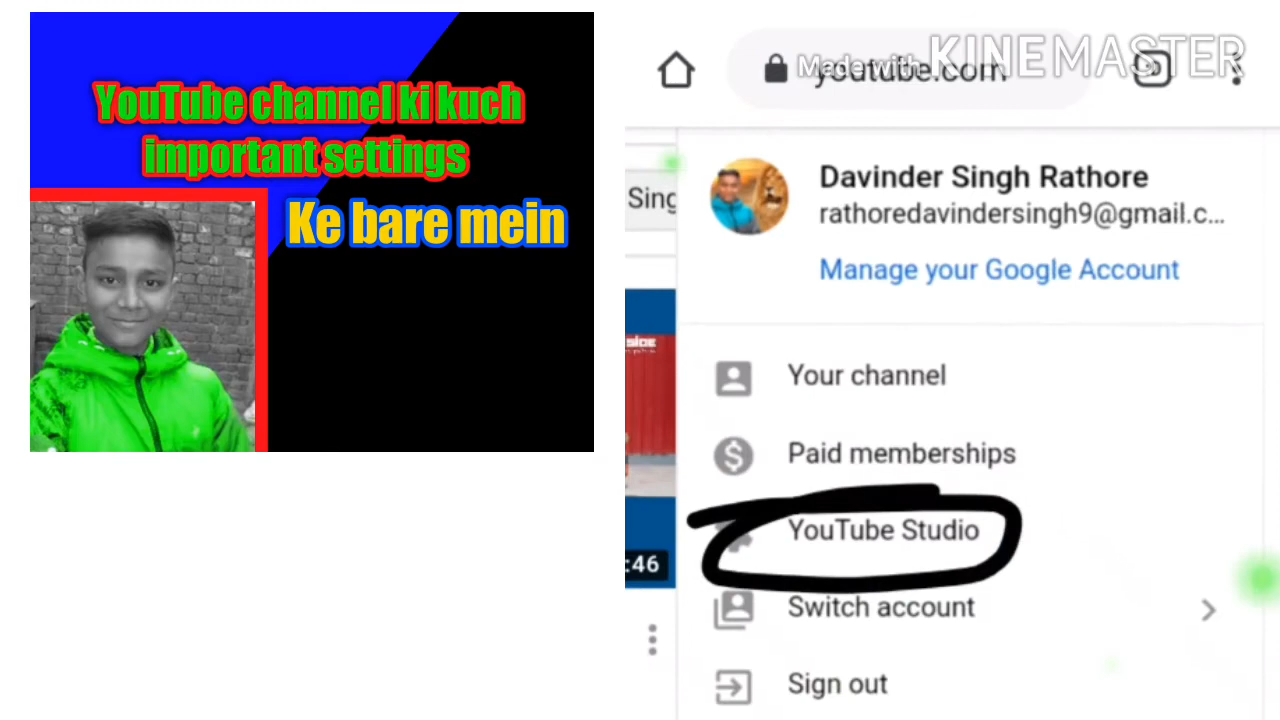 YouTube channel ki kuch
important settings
Ke bare mein
Made with KINEMASTER
youtube.com
Davinder Singh Rathore
rathoredavindersingh9@gmail.c...
Manage your Google Account
Sing
Your channel
Paid memberships
YouTube Studio
:46
Switch account
Sign out